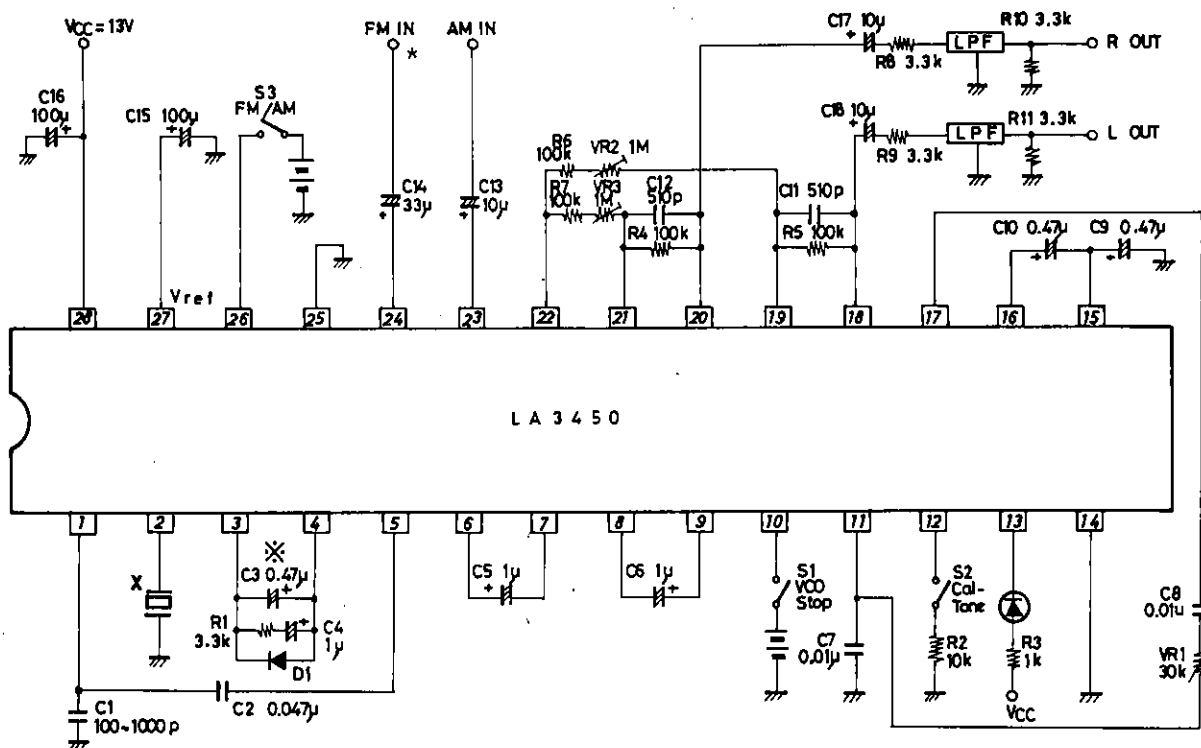 VCC = 13V
FM IN
*
AM IN
C17 10μ
+
R8 3.3k
LPF
R10 3.3k
R OUT
C16
100μ
+
C15 100μ
+
S3
FM/AM
C18 10μ
+
R9 3.3k
LPF
R11 3.3k
L OUT
R6
100k
VR2 1M
R7
100k
VR3
1M
C12
510p
R4 100k
C11 510p
R5 100k
C14
33μ
+
C13
10μ
+
C10 0.47μ
+
C9 0.47μ
+
Vref
28
27
26
25
24
23
22
21
20
19
18
17
16
15
LA3450
1
2
3
4
5
6
7
8
9
10
11
12
13
14
X
※
C3 0.47μ
+
R1
3.3k
+
C4
1μ
D1
C5 1μ
+
C6 1μ
+
S1
VCO
Stop
C7
0.01μ
S2
Cal-
Tone
R2
10k
R3
1k
VCC
C8
0.01μ
VR1
30k
C1
100~1000p
C2 0.047μ